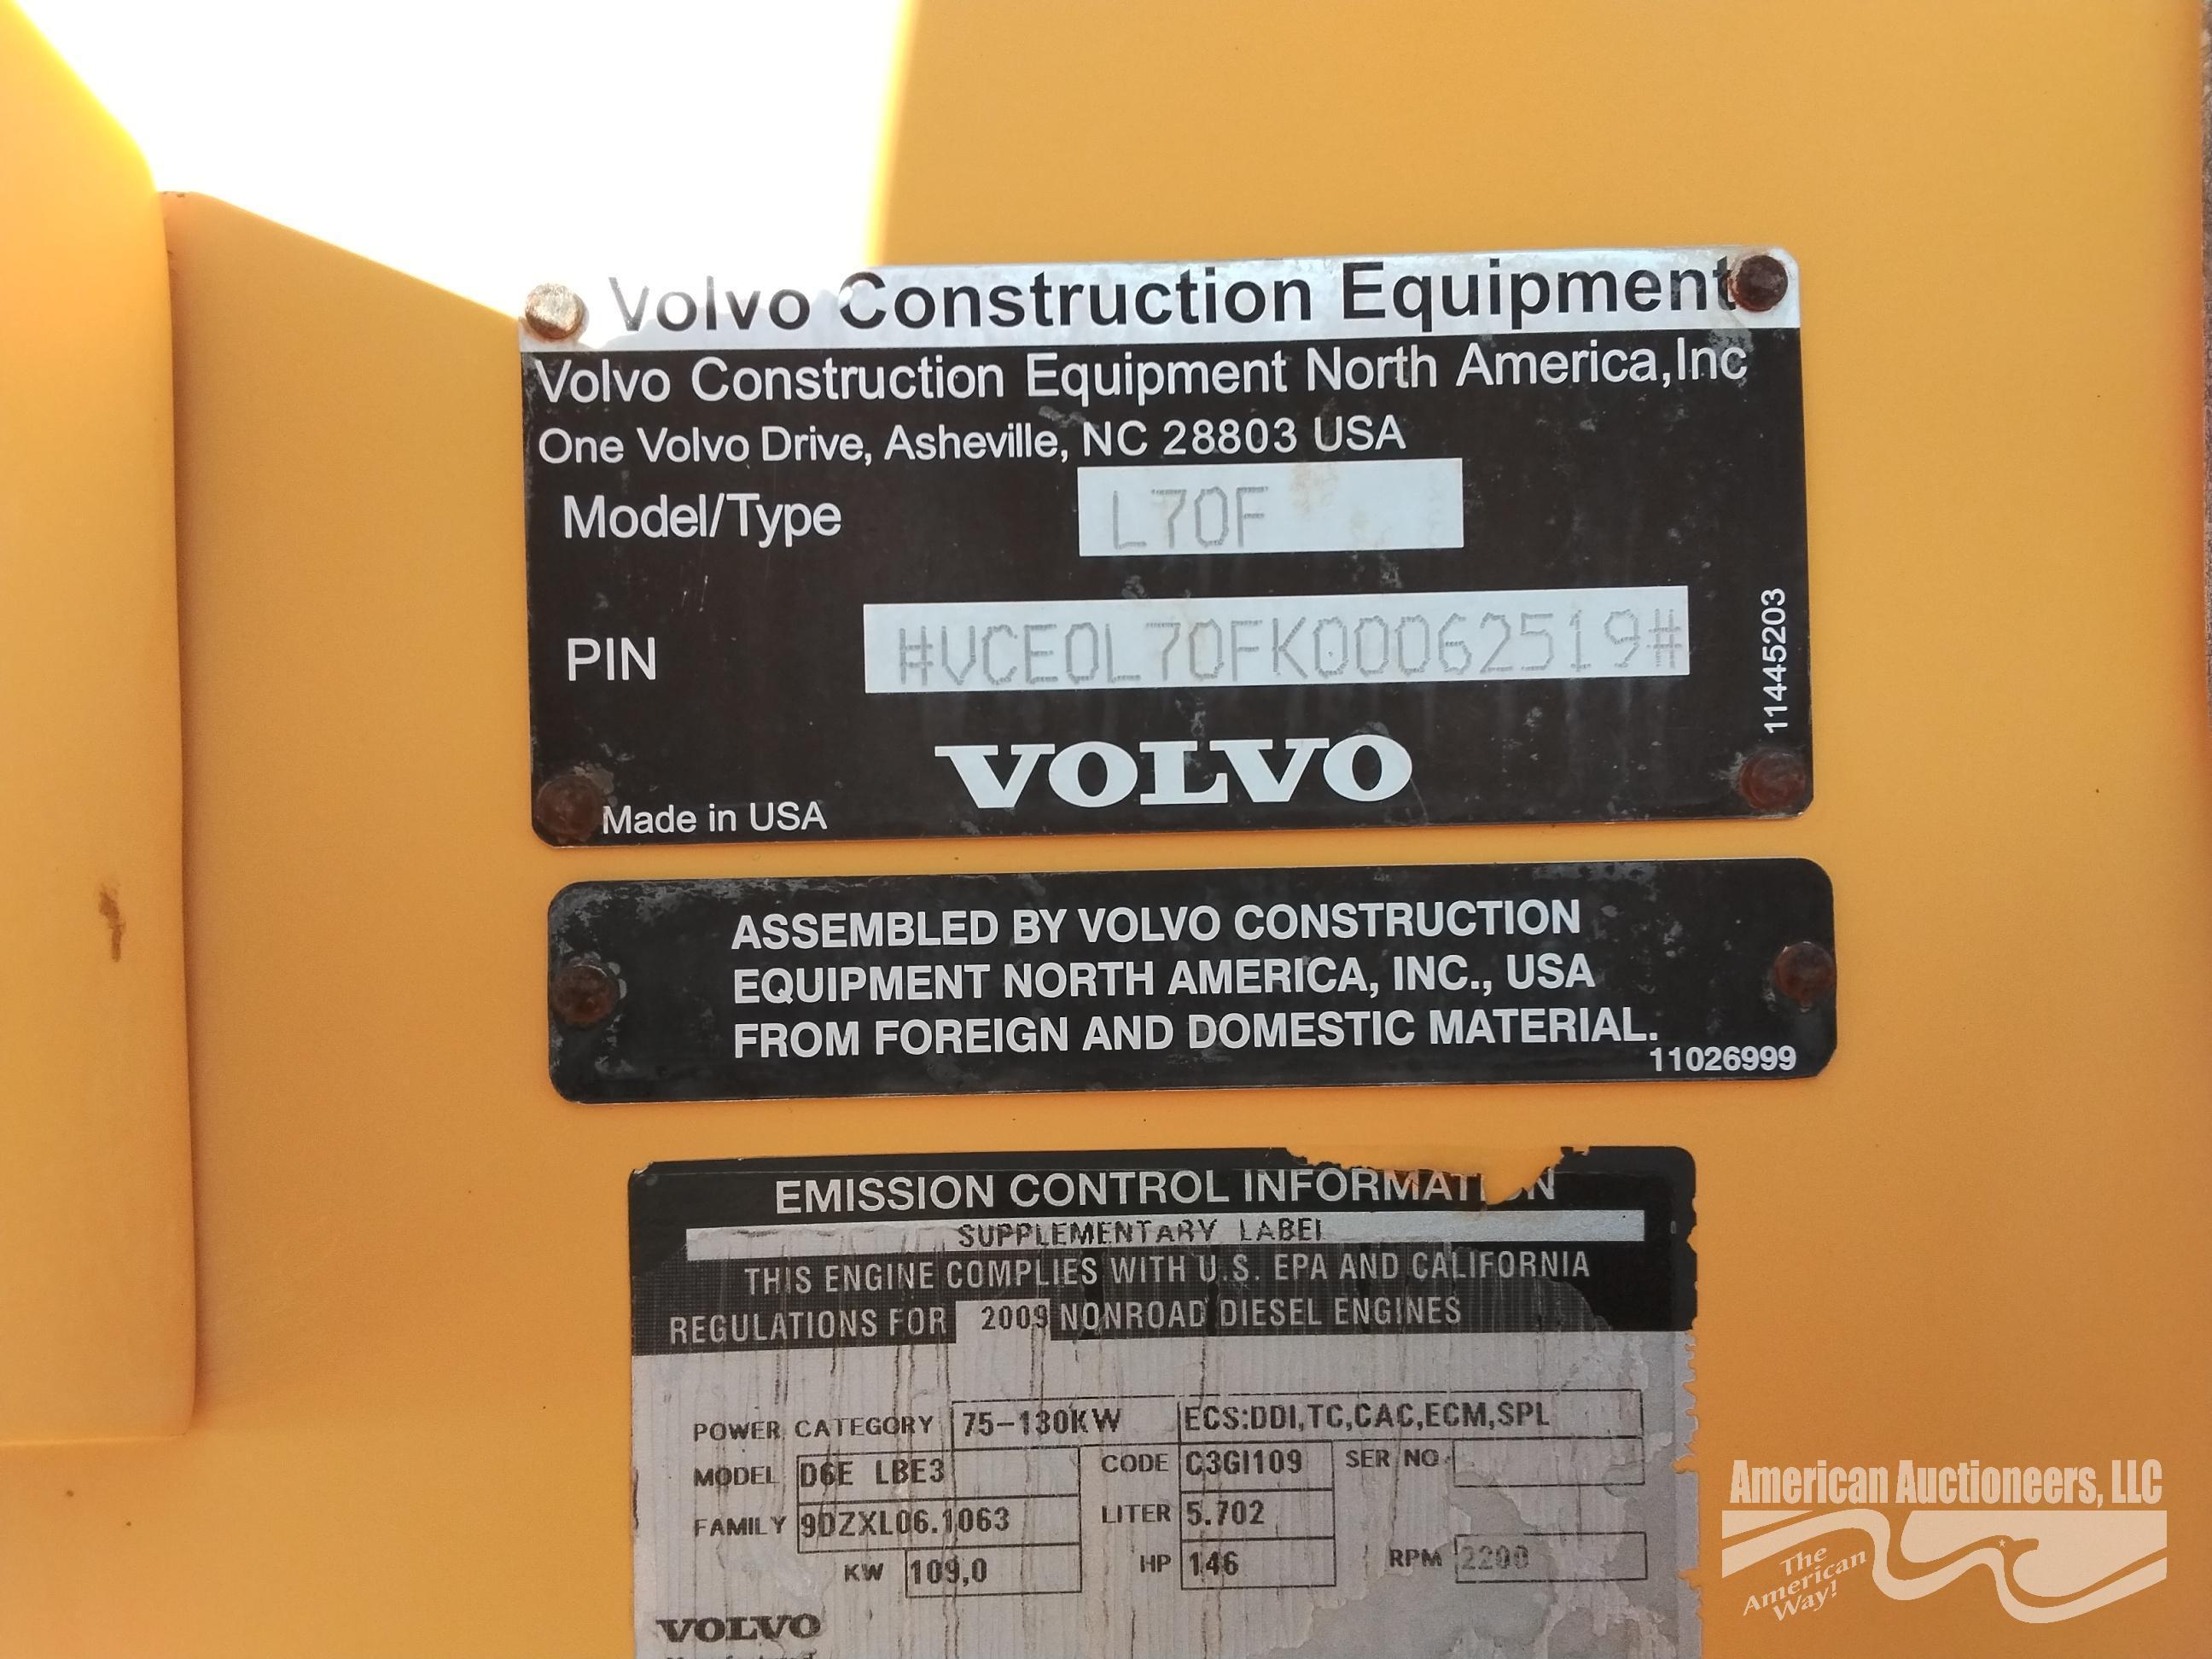 Volvo Construction Equipment
Volvo Construction Equipment North America,Inc
One Volvo Drive, Asheville, NC 28803 USA
Model/Type L70F
PIN #VCE0L70FK00062519#
11445203
VOLVO
Made in USA
ASSEMBLED BY VOLVO CONSTRUCTION
EQUIPMENT NORTH AMERICA, INC., USA
FROM FOREIGN AND DOMESTIC MATERIAL.
11026999
EMISSION CONTROL INFORMATION
SUPPLEMENTARY LABEL
THIS ENGINE COMPLIES WITH U.S. EPA AND CALIFORNIA
REGULATIONS FOR 2009 NONROAD DIESEL ENGINES
POWER CATEGORY 75-130KW ECS:DDI,TC,CAC,ECM,SPL
MODEL D6E LBE3 CODE C3GI109 SER NO
FAMILY 9DZXL06.1063 LITER 5.702
KW 109,0 HP 146 RPM 2200
VOLVO
American Auctioneers, LLC
The
American
Way!